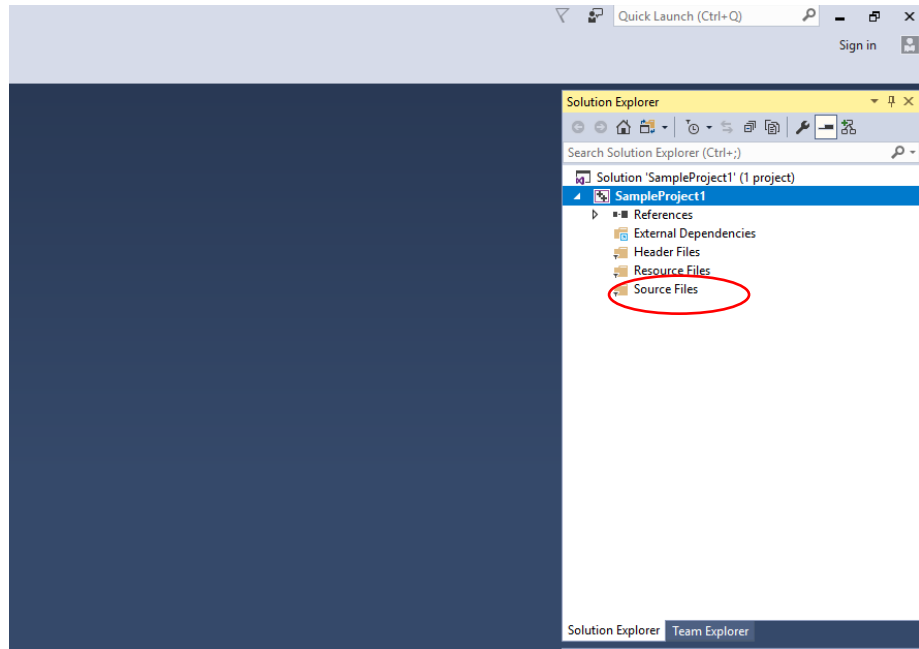 Quick Launch (Ctrl+Q)
Sign in
Solution Explorer
Search Solution Explorer (Ctrl+;)
Solution 'SampleProject1' (1 project)
SampleProject1
References
External Dependencies
Header Files
Resource Files
Source Files
Solution Explorer Team Explorer